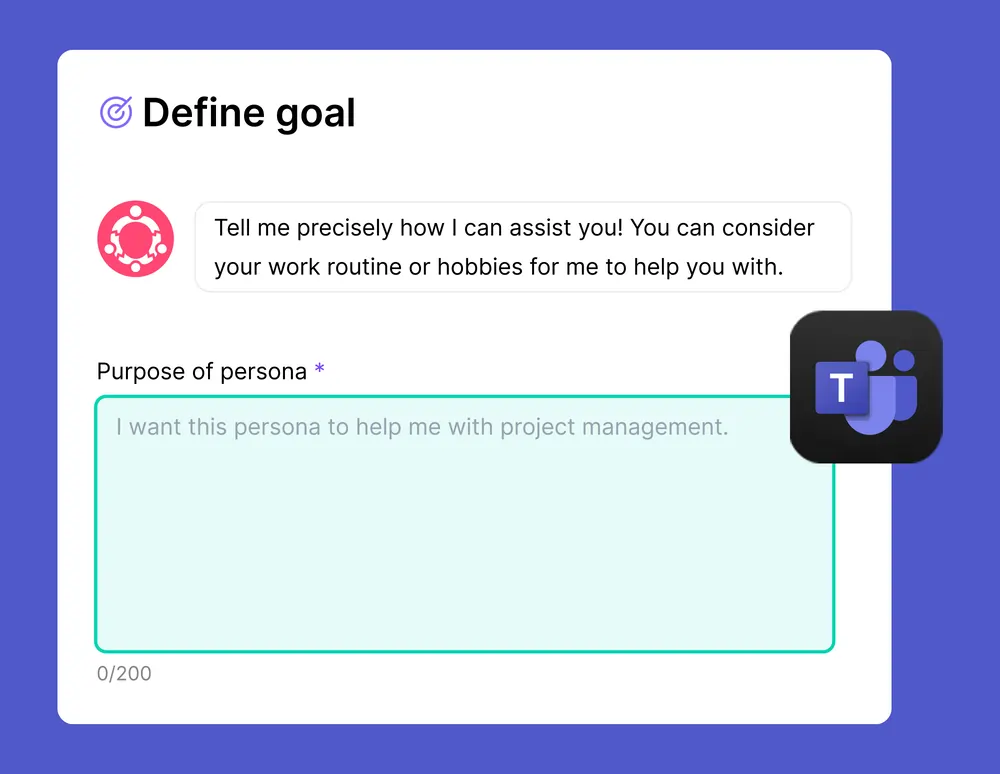 Define goal
Tell me precisely how I can assist you! You can consider
your work routine or hobbies for me to help you with.
Purpose of persona *
I want this persona to help me with project management.
T
0/200